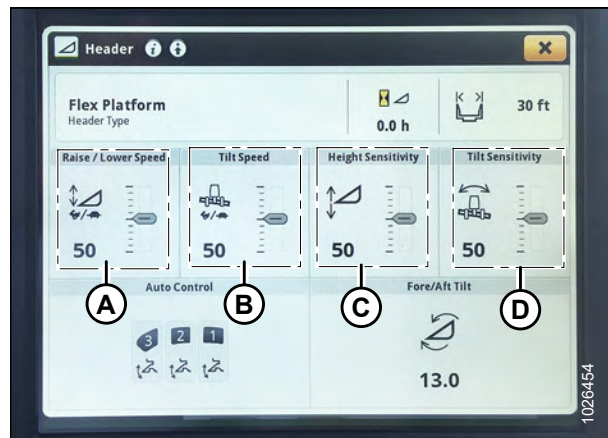 Header
Flex Platform
Header Type
0.0 h
30 ft
Raise / Lower Speed
Tilt Speed
Height Sensitivity
Tilt Sensitivity
50
50
50
50
A
B
C
D
Auto Control
Fore/Aft Tilt
3 2 1
13.0
1026454